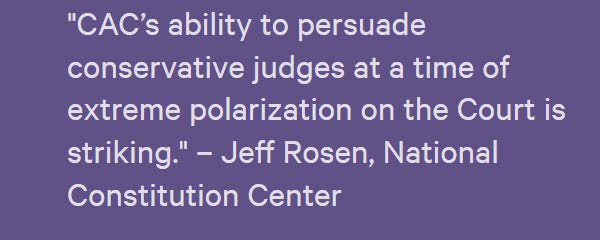 "CAC’s ability to persuade
conservative judges at a time of
extreme polarization on the Court is
striking." – Jeff Rosen, National
Constitution Center